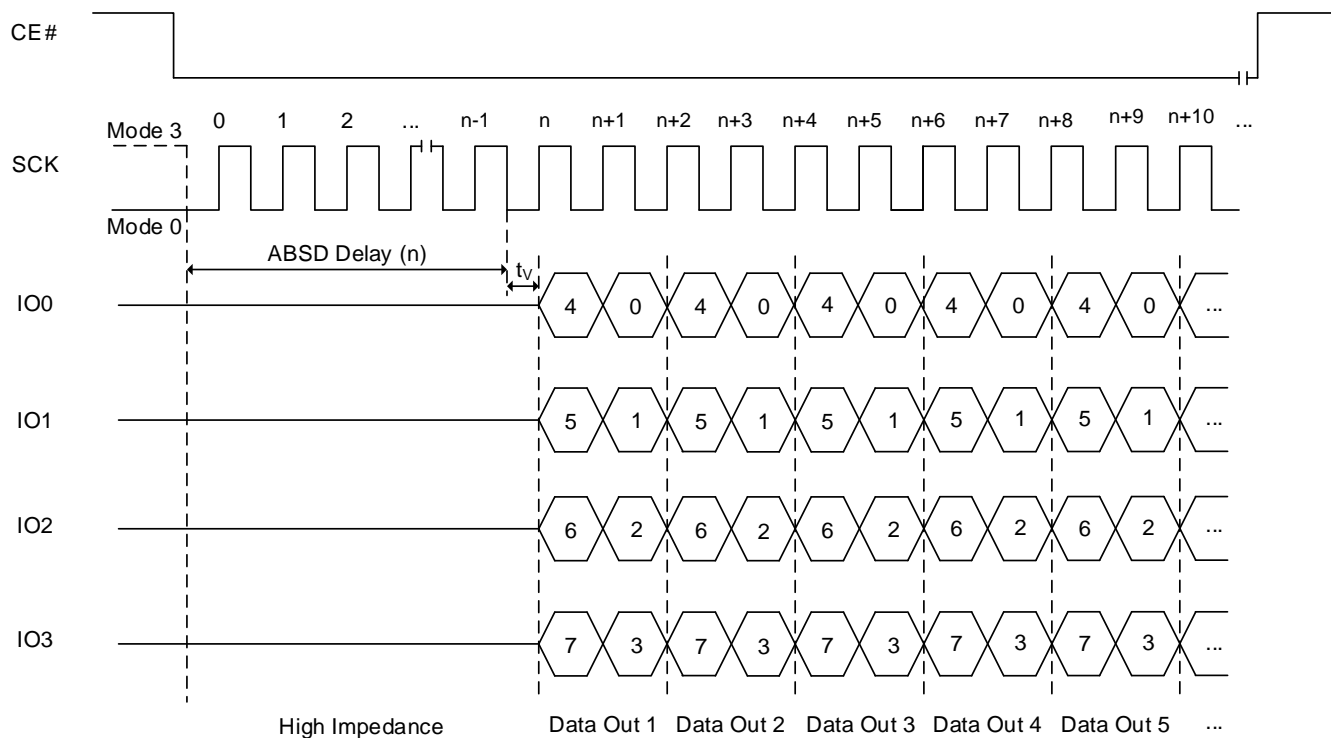 CE#
0 1 2 ... n-1 n n+1 n+2 n+3 n+4 n+5 n+6 n+7 n+8 n+9 n+10 ...
Mode 3
SCK
Mode 0
ABSD Delay (n)
tV
IO0 4 0 4 0 4 0 4 0 4 0 ...
IO1 5 1 5 1 5 1 5 1 5 1 ...
IO2 6 2 6 2 6 2 6 2 6 2 ...
IO3 7 3 7 3 7 3 7 3 7 3 ...
High Impedance Data Out 1 Data Out 2 Data Out 3 Data Out 4 Data Out 5 ...